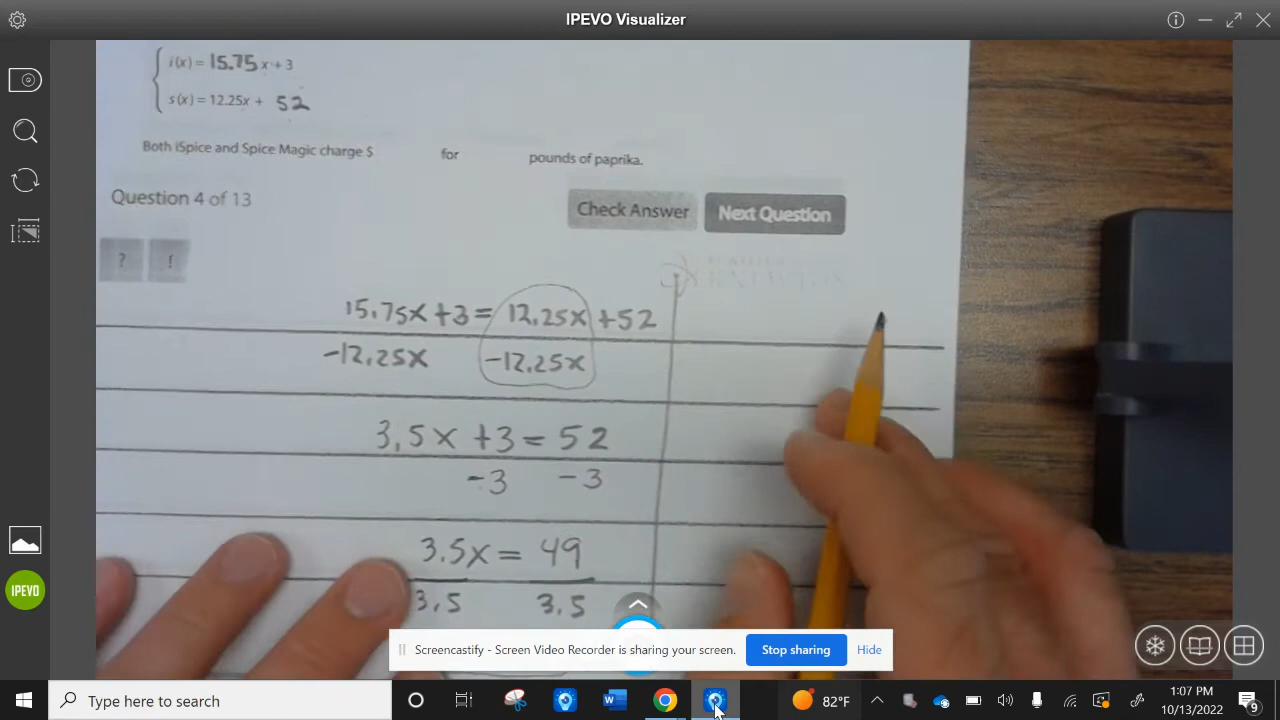 IPEVO Visualizer
i(x) = 15.75x + 3
s(x) = 12.25x + 52
Both iSpice and Spice Magic charge $ for pounds of paprika.
Question 4 of 13
Check Answer
Next Question
? !
15.75x + 3 = 12.25x + 52
-12.25x -12.25x
3.5x + 3 = 52
-3 -3
3.5x = 49
3.5 3.5
IPEVO
Screencastify - Screen Video Recorder is sharing your screen.
Stop sharing
Hide
Type here to search
82°F
1:07 PM
10/13/2022
9